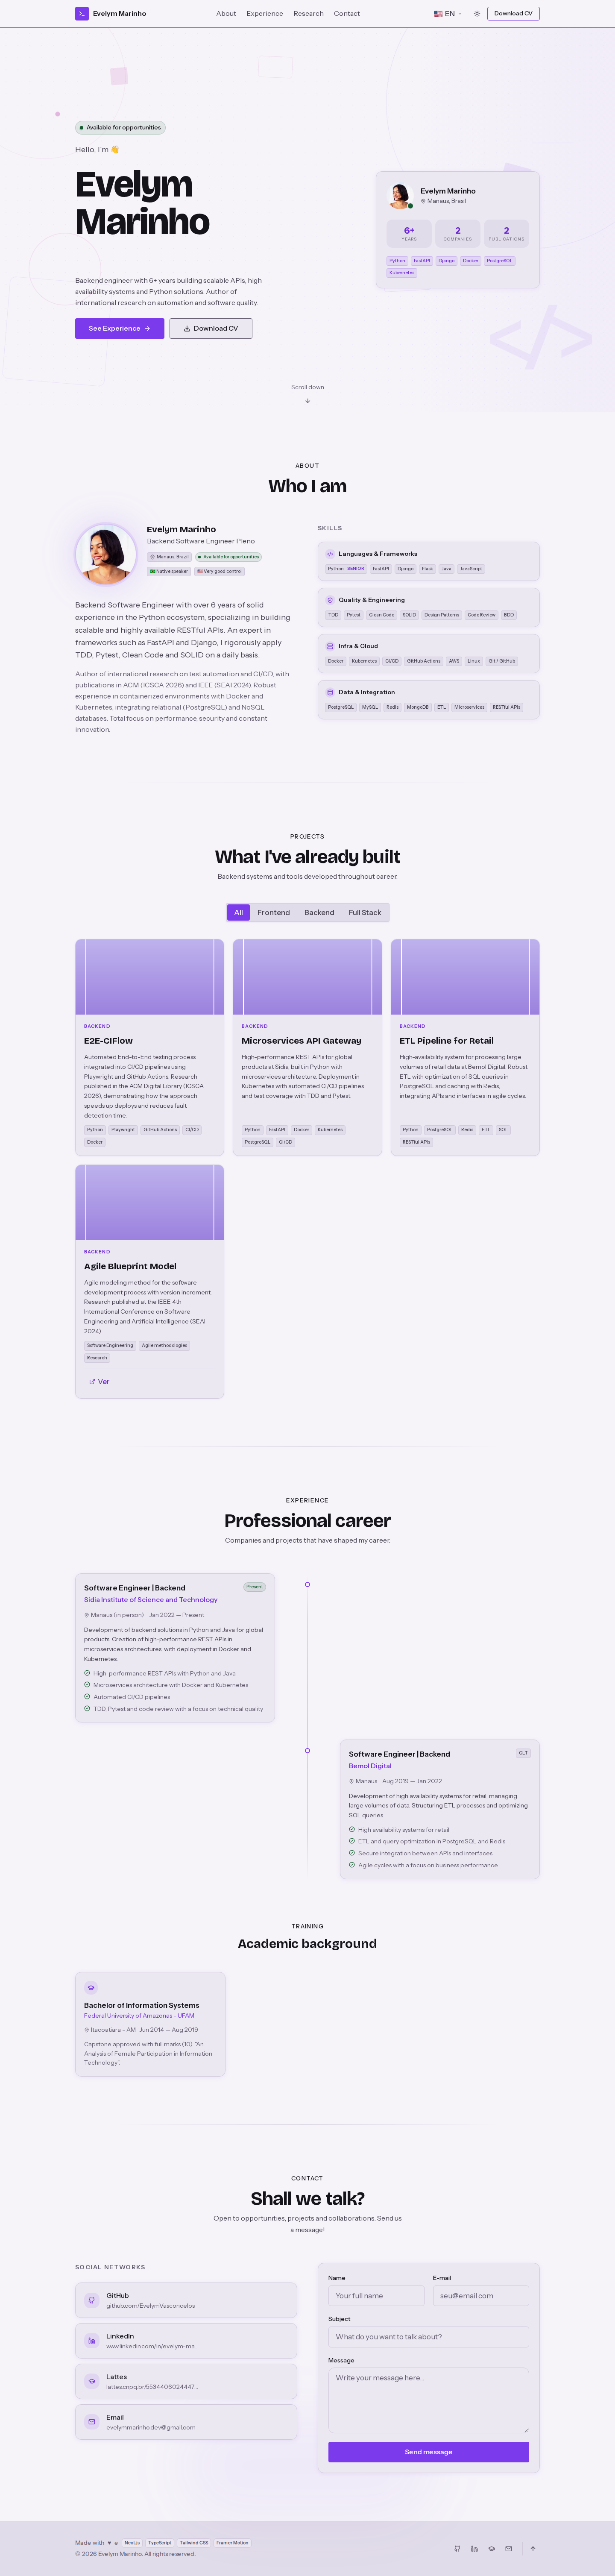 Evelym Marinho
About Experience Research Contact
🇺🇸 EN
Download CV
Available for opportunities
Hello, I'm 👋
Evelym
Marinho
Backend engineer with 6+ years building scalable APIs, high
availability systems and Python solutions. Author of
international research on automation and software quality.
See Experience →
Download CV
Evelym Marinho
Manaus, Brasil
6+
YEARS
2
COMPANIES
2
PUBLICATIONS
Python FastAPI Django Docker PostgreSQL
Kubernetes
</>
Scroll down
ABOUT
Who I am
Evelym Marinho
Backend Software Engineer Pleno
Manaus, Brazil Available for opportunities
🇧🇷 Native speaker 🇺🇸 Very good control
Backend Software Engineer with over 6 years of solid
experience in the Python ecosystem, specializing in building
scalable and highly available RESTful APIs. An expert in
frameworks such as FastAPI and Django, I rigorously apply
TDD, Pytest, Clean Code and SOLID on a daily basis.
Author of international research on test automation and CI/CD, with
publications in ACM (ICSCA 2026) and IEEE (SEAI 2024). Robust
experience in containerized environments with Docker and
Kubernetes, integrating relational (PostgreSQL) and NoSQL
databases. Total focus on performance, security and constant
innovation.
SKILLS
Languages & Frameworks
Python SENIOR FastAPI Django Flask Java JavaScript
Quality & Engineering
TDD Pytest Clean Code SOLID Design Patterns Code Review BDD
Infra & Cloud
Docker Kubernetes CI/CD GitHub Actions AWS Linux Git / GitHub
Data & Integration
PostgreSQL MySQL Redis MongoDB ETL Microservices RESTful APIs
PROJECTS
What I've already built
Backend systems and tools developed throughout career.
All Frontend Backend Full Stack
BACKEND
E2E-CIFlow
Automated End-to-End testing process
integrated into CI/CD pipelines using
Playwright and GitHub Actions. Research
published in the ACM Digital Library (ICSCA
2026), demonstrating how the approach
speeds up deploys and reduces fault
detection time.
Python Playwright GitHub Actions CI/CD
Docker
BACKEND
Microservices API Gateway
High-performance REST APIs for global
products at Sidia, built in Python with
microservices architecture. Deployment in
Kubernetes with automated CI/CD pipelines
and test coverage with TDD and Pytest.
Python FastAPI Docker Kubernetes
PostgreSQL CI/CD
BACKEND
ETL Pipeline for Retail
High-availability system for processing large
volumes of retail data at Bemol Digital. Robust
ETL with optimization of SQL queries in
PostgreSQL and caching with Redis,
integrating APIs and interfaces in agile cycles.
Python PostgreSQL Redis ETL SQL
RESTful APIs
BACKEND
Agile Blueprint Model
Agile modeling method for the software
development process with version increment.
Research published at the IEEE 4th
International Conference on Software
Engineering and Artificial Intelligence (SEAI
2024).
Software Engineering Agile methodologies
Research
Ver
EXPERIENCE
Professional career
Companies and projects that have shaped my career.
Software Engineer | Backend Present
Sidia Institute of Science and Technology
Manaus (in person) Jan 2022 — Present
Development of backend solutions in Python and Java for global
products. Creation of high-performance REST APIs in
microservices architectures, with deployment in Docker and
Kubernetes.
High-performance REST APIs with Python and Java
Microservices architecture with Docker and Kubernetes
Automated CI/CD pipelines
TDD, Pytest and code review with a focus on technical quality
Software Engineer | Backend CLT
Bemol Digital
Manaus Aug 2019 — Jan 2022
Development of high availability systems for retail, managing
large volumes of data. Structuring ETL processes and optimizing
SQL queries.
High availability systems for retail
ETL and query optimization in PostgreSQL and Redis
Secure integration between APIs and interfaces
Agile cycles with a focus on business performance
TRAINING
Academic background
Bachelor of Information Systems
Federal University of Amazonas - UFAM
Itacoatiara - AM Jun 2014 — Aug 2019
Capstone approved with full marks (10): "An
Analysis of Female Participation in Information
Technology".
CONTACT
Shall we talk?
Open to opportunities, projects and collaborations. Send us
a message!
SOCIAL NETWORKS
GitHub
github.com/EvelymVasconcelos
LinkedIn
www.linkedin.com/in/evelym-ma...
Lattes
lattes.cnpq.br/5534406024447...
Email
evelymmarinho.dev@gmail.com
Name
Your full name
E-mail
seu@email.com
Subject
What do you want to talk about?
Message
Write your message here...
Send message
Made with ♥ e Next.js TypeScript Tailwind CSS Framer Motion
© 2026 Evelym Marinho. All rights reserved.